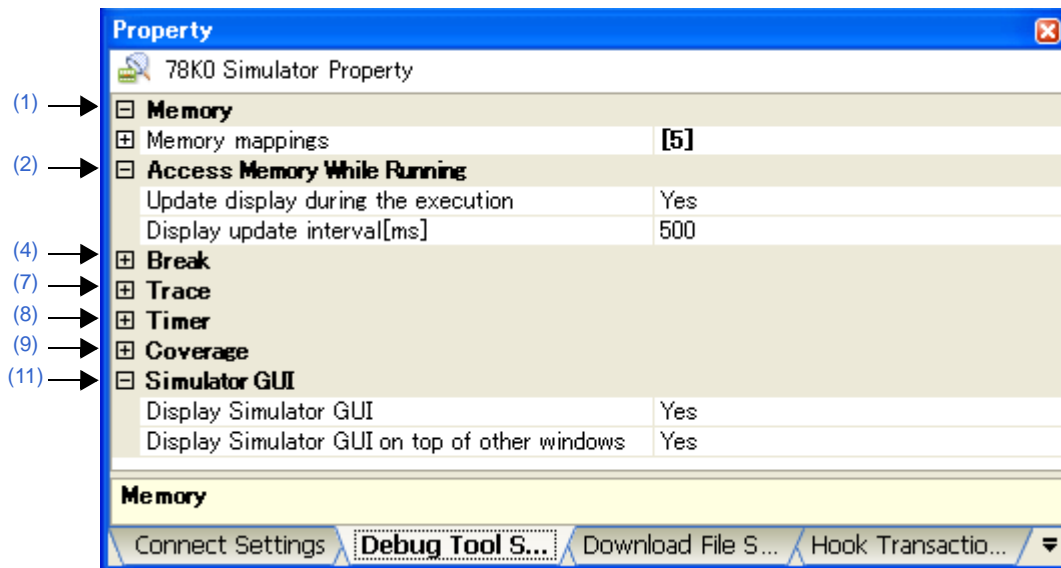 Property
78K0 Simulator Property
(1) Memory
Memory mappings [5]
(2) Access Memory While Running
Update display during the execution Yes
Display update interval[ms] 500
(4) Break
(7) Trace
(8) Timer
(9) Coverage
(11) Simulator GUI
Display Simulator GUI Yes
Display Simulator GUI on top of other windows Yes
Memory
Connect Settings Debug Tool S... Download File S... Hook Transactio...